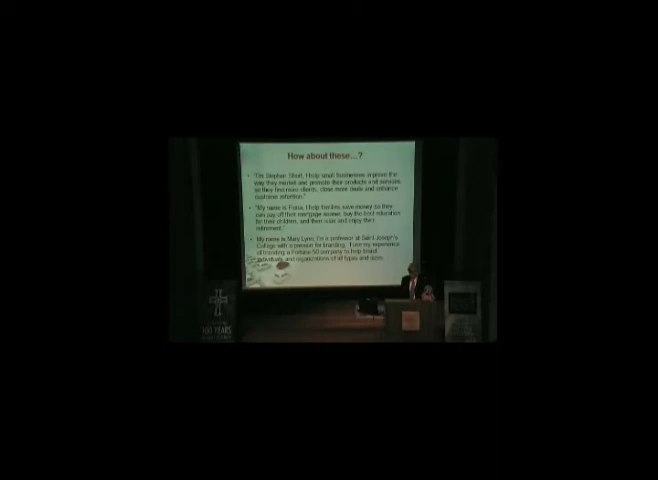 How about these...?
• "I'm Stephen Short, I help small businesses improve the
way they market and promote their products and services
so they find more clients, close more deals and enhance
customer retention."
• "My name is Fiona, I help families save money so they
can pay off their mortgage sooner, buy the best education
for their children, and then relax and enjoy their
retirement."
• My name is Mary Lynn, I'm a professor at Saint Joseph's
College with a passion for branding. I use my experience
of branding a Fortune 50 company to help brand
individuals and organizations of all types and sizes.
100 YEARS